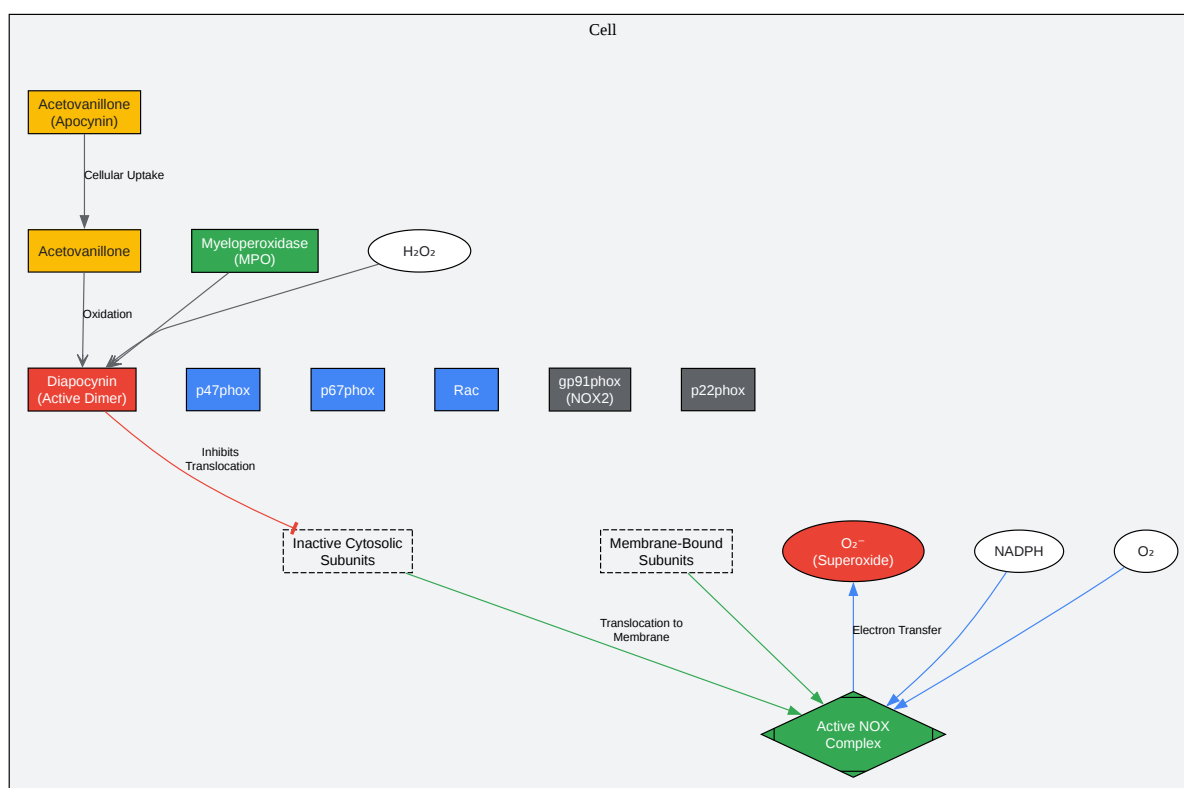 Cell
Acetovanillone
(Apocynin)
Cellular Uptake
Acetovanillone
Myeloperoxidase
(MPO)
H₂O₂
Oxidation
Diapocynin
(Active Dimer)
p47phox
p67phox
Rac
gp91phox
(NOX2)
p22phox
Inhibits
Translocation
Inactive Cytosolic
Subunits
Membrane-Bound
Subunits
O₂⁻
(Superoxide)
NADPH
O₂
Translocation to
Membrane
Electron Transfer
Active NOX
Complex